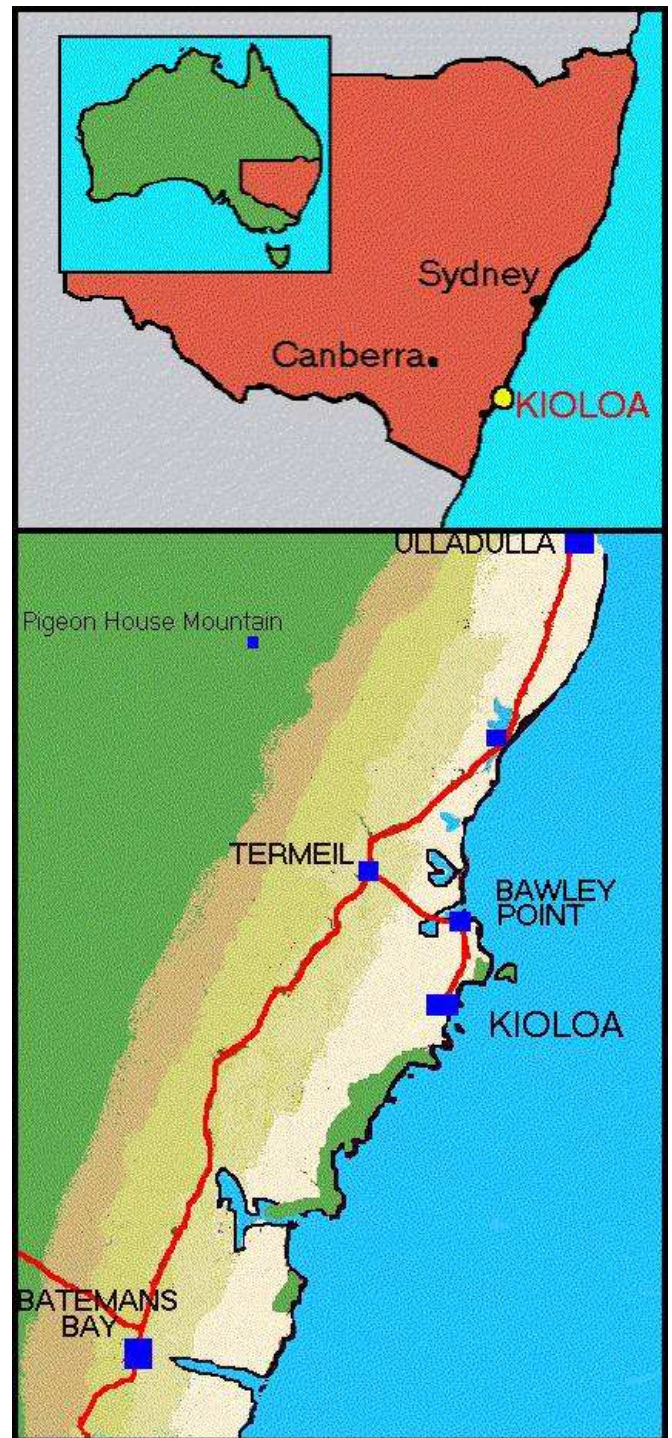 Sydney
Canberra
KIOLOA
ULLADULLA
Pigeon House Mountain
TERMEIL
BAWLEY
POINT
KIOLOA
BATEMANS
BAY